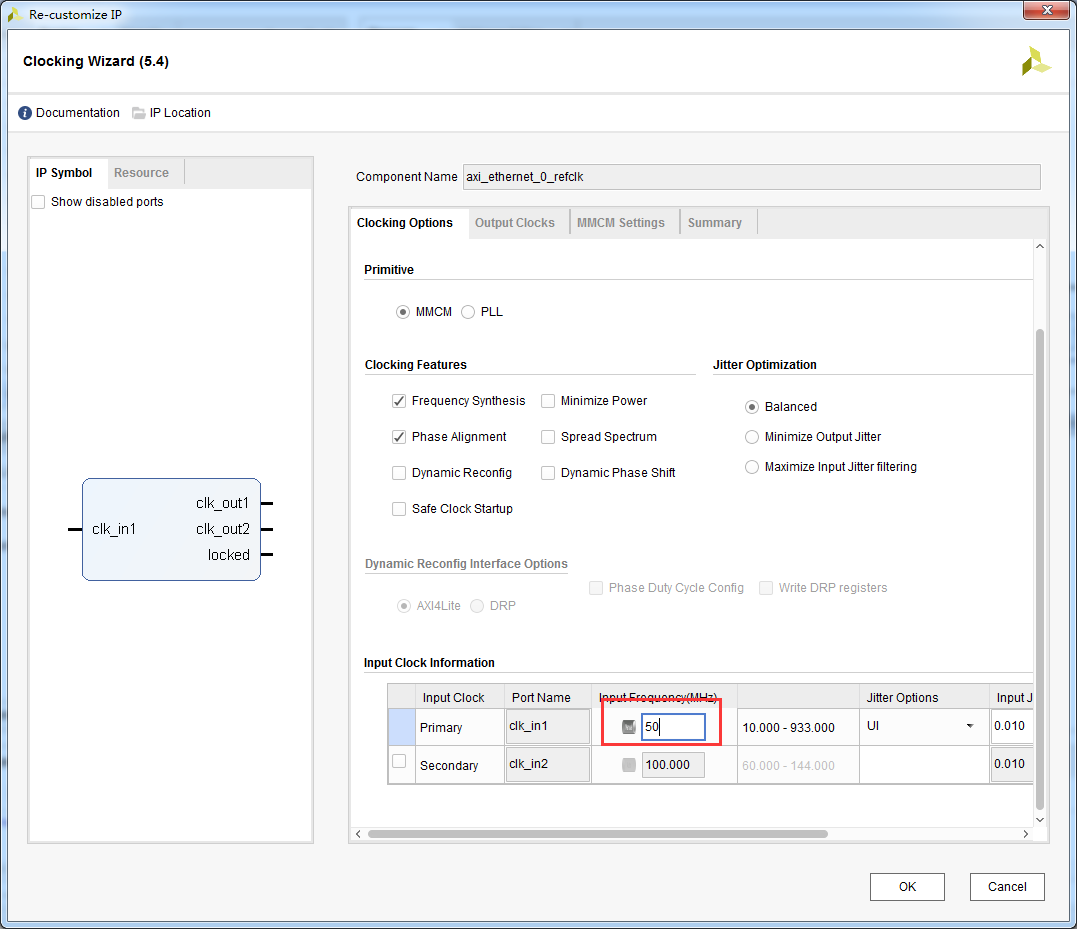 Re-customize IP
Clocking Wizard (5.4)
Documentation IP Location
IP Symbol Resource
Show disabled ports
clk_in1
clk_out1
clk_out2
locked
Component Name axi_ethernet_0_refclk
Clocking Options Output Clocks MMCM Settings Summary
Primitive
MMCM PLL
Clocking Features
Frequency Synthesis Minimize Power
Phase Alignment Spread Spectrum
Dynamic Reconfig Dynamic Phase Shift
Safe Clock Startup
Jitter Optimization
Balanced
Minimize Output Jitter
Maximize Input Jitter filtering
Dynamic Reconfig Interface Options
AXI4Lite DRP
Phase Duty Cycle Config Write DRP registers
Input Clock Information
Input Clock Port Name Input Frequency(MHz) Jitter Options Input J
Primary clk_in1 50 10.000 - 933.000 UI 0.010
Secondary clk_in2 100.000 60.000 - 144.000 0.010
OK Cancel